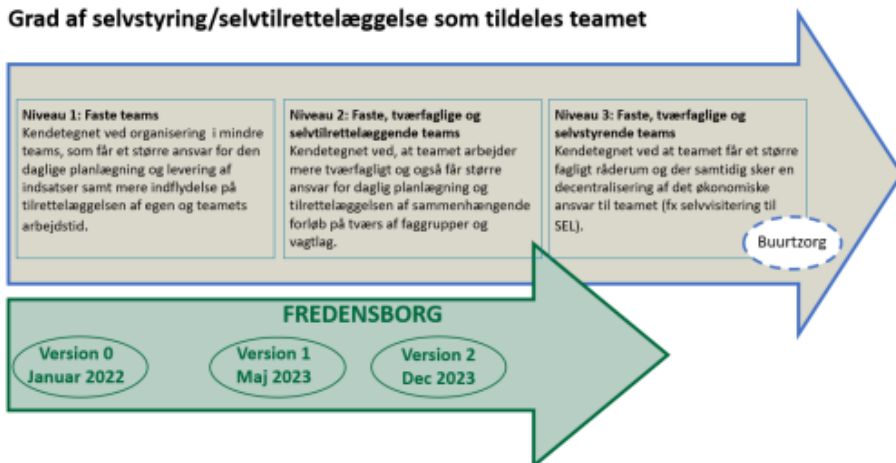 Grad af selvstyring/selvtilrettelæggelse som tildeles teamet
Niveau 1: Faste teams
Kendetegnet ved organisering i mindre
teams, som får et større ansvar for den
daglige planlægning og levering af
indsatser samt mere indflydelse på
tilrettelæggelsen af egen og teamets
arbejdstid.
Niveau 2: Faste, tværfaglige og
selvtilrettelæggende teams
Kendetegnet ved, at teamet arbejder
mere tværfagligt og også får større
ansvar for daglig planlægning og
tilrettelæggelsen af sammenhængende
forløb på tværs af faggrupper og
vagtlag.
Niveau 3: Faste, tværfaglige og
selvstyrende teams
Kendetegnet ved at teamet får et større
fagligt råderum og der samtidig sker en
decentralisering af det økonomiske
ansvar til teamet (fx selvvisitering til
SEL).
Buurtzorg
FREDENSBORG
Version 0
Januar 2022
Version 1
Maj 2023
Version 2
Dec 2023